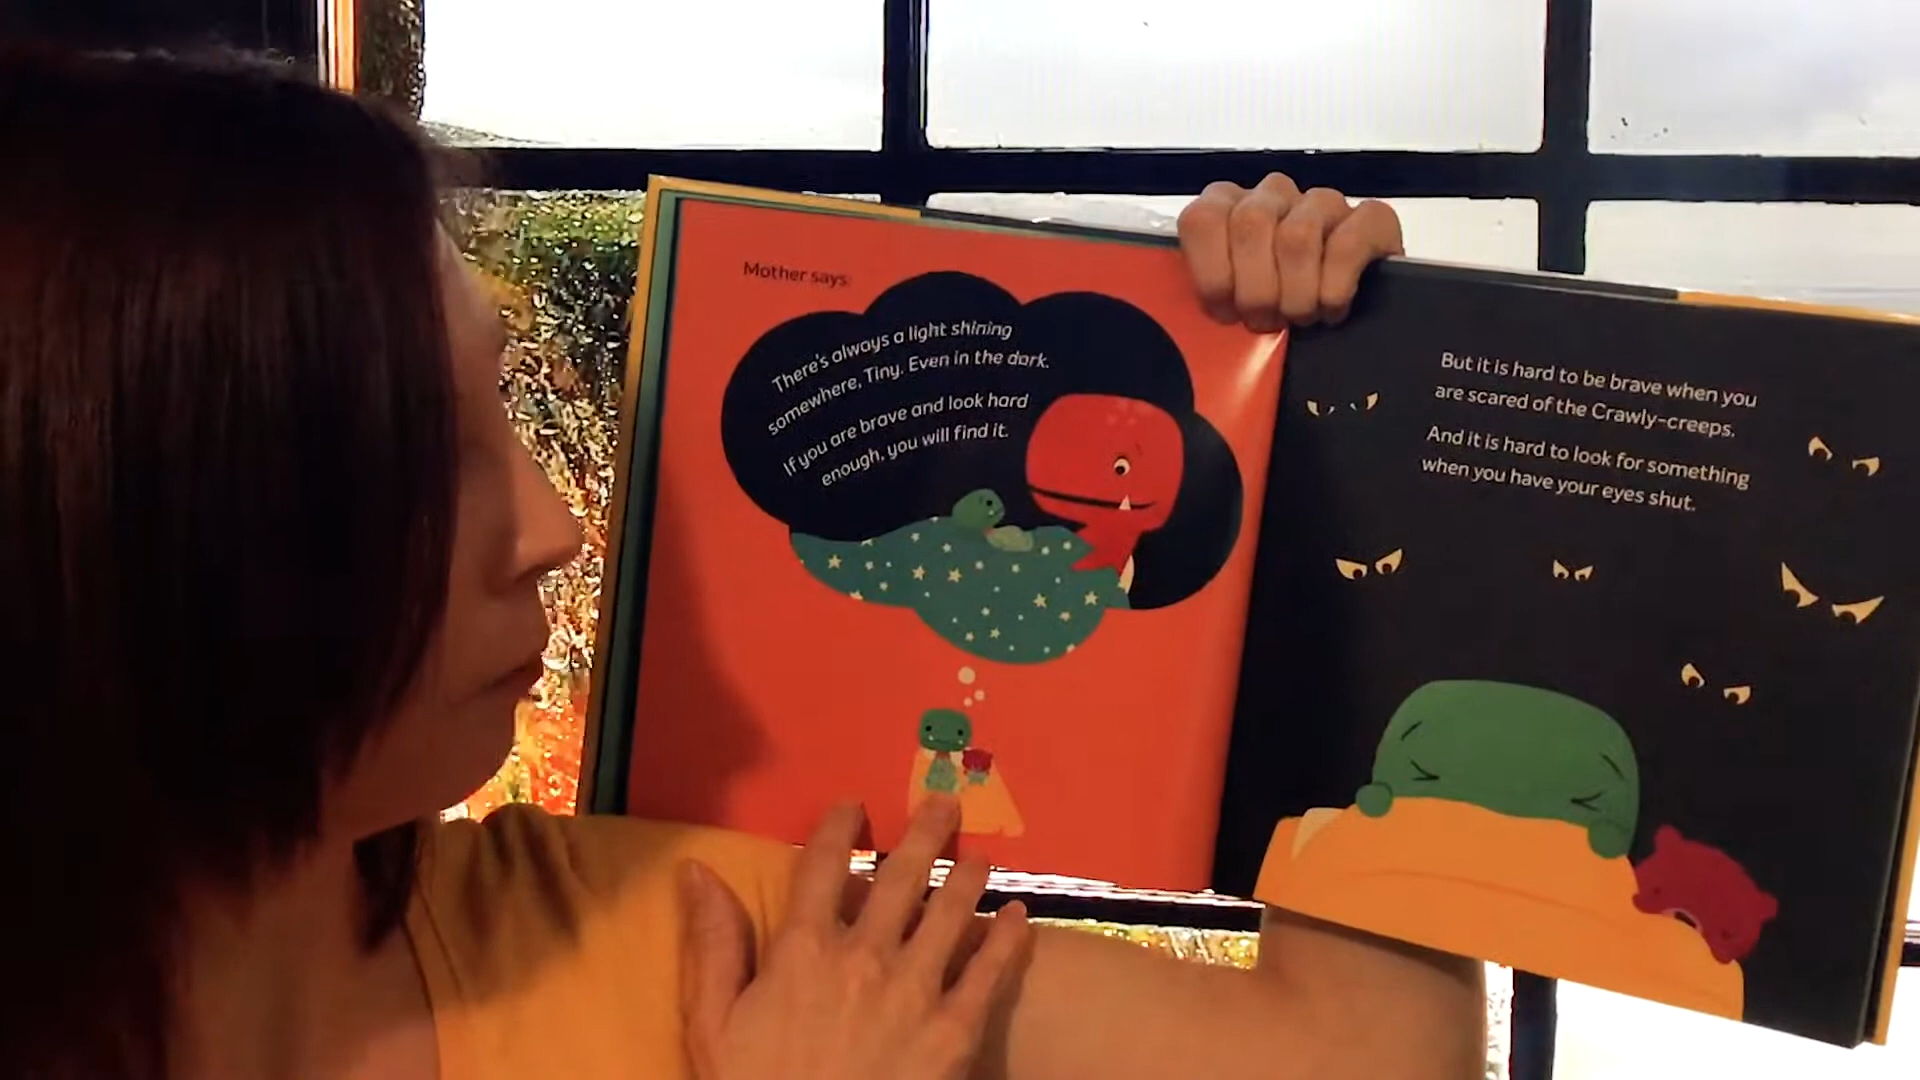 Mother says:
There's always a light shining
somewhere, Tiny. Even in the dark.
If you are brave and look hard
enough, you will find it.
But it is hard to be brave when you
are scared of the Crawly-creeps.
And it is hard to look for something
when you have your eyes shut.